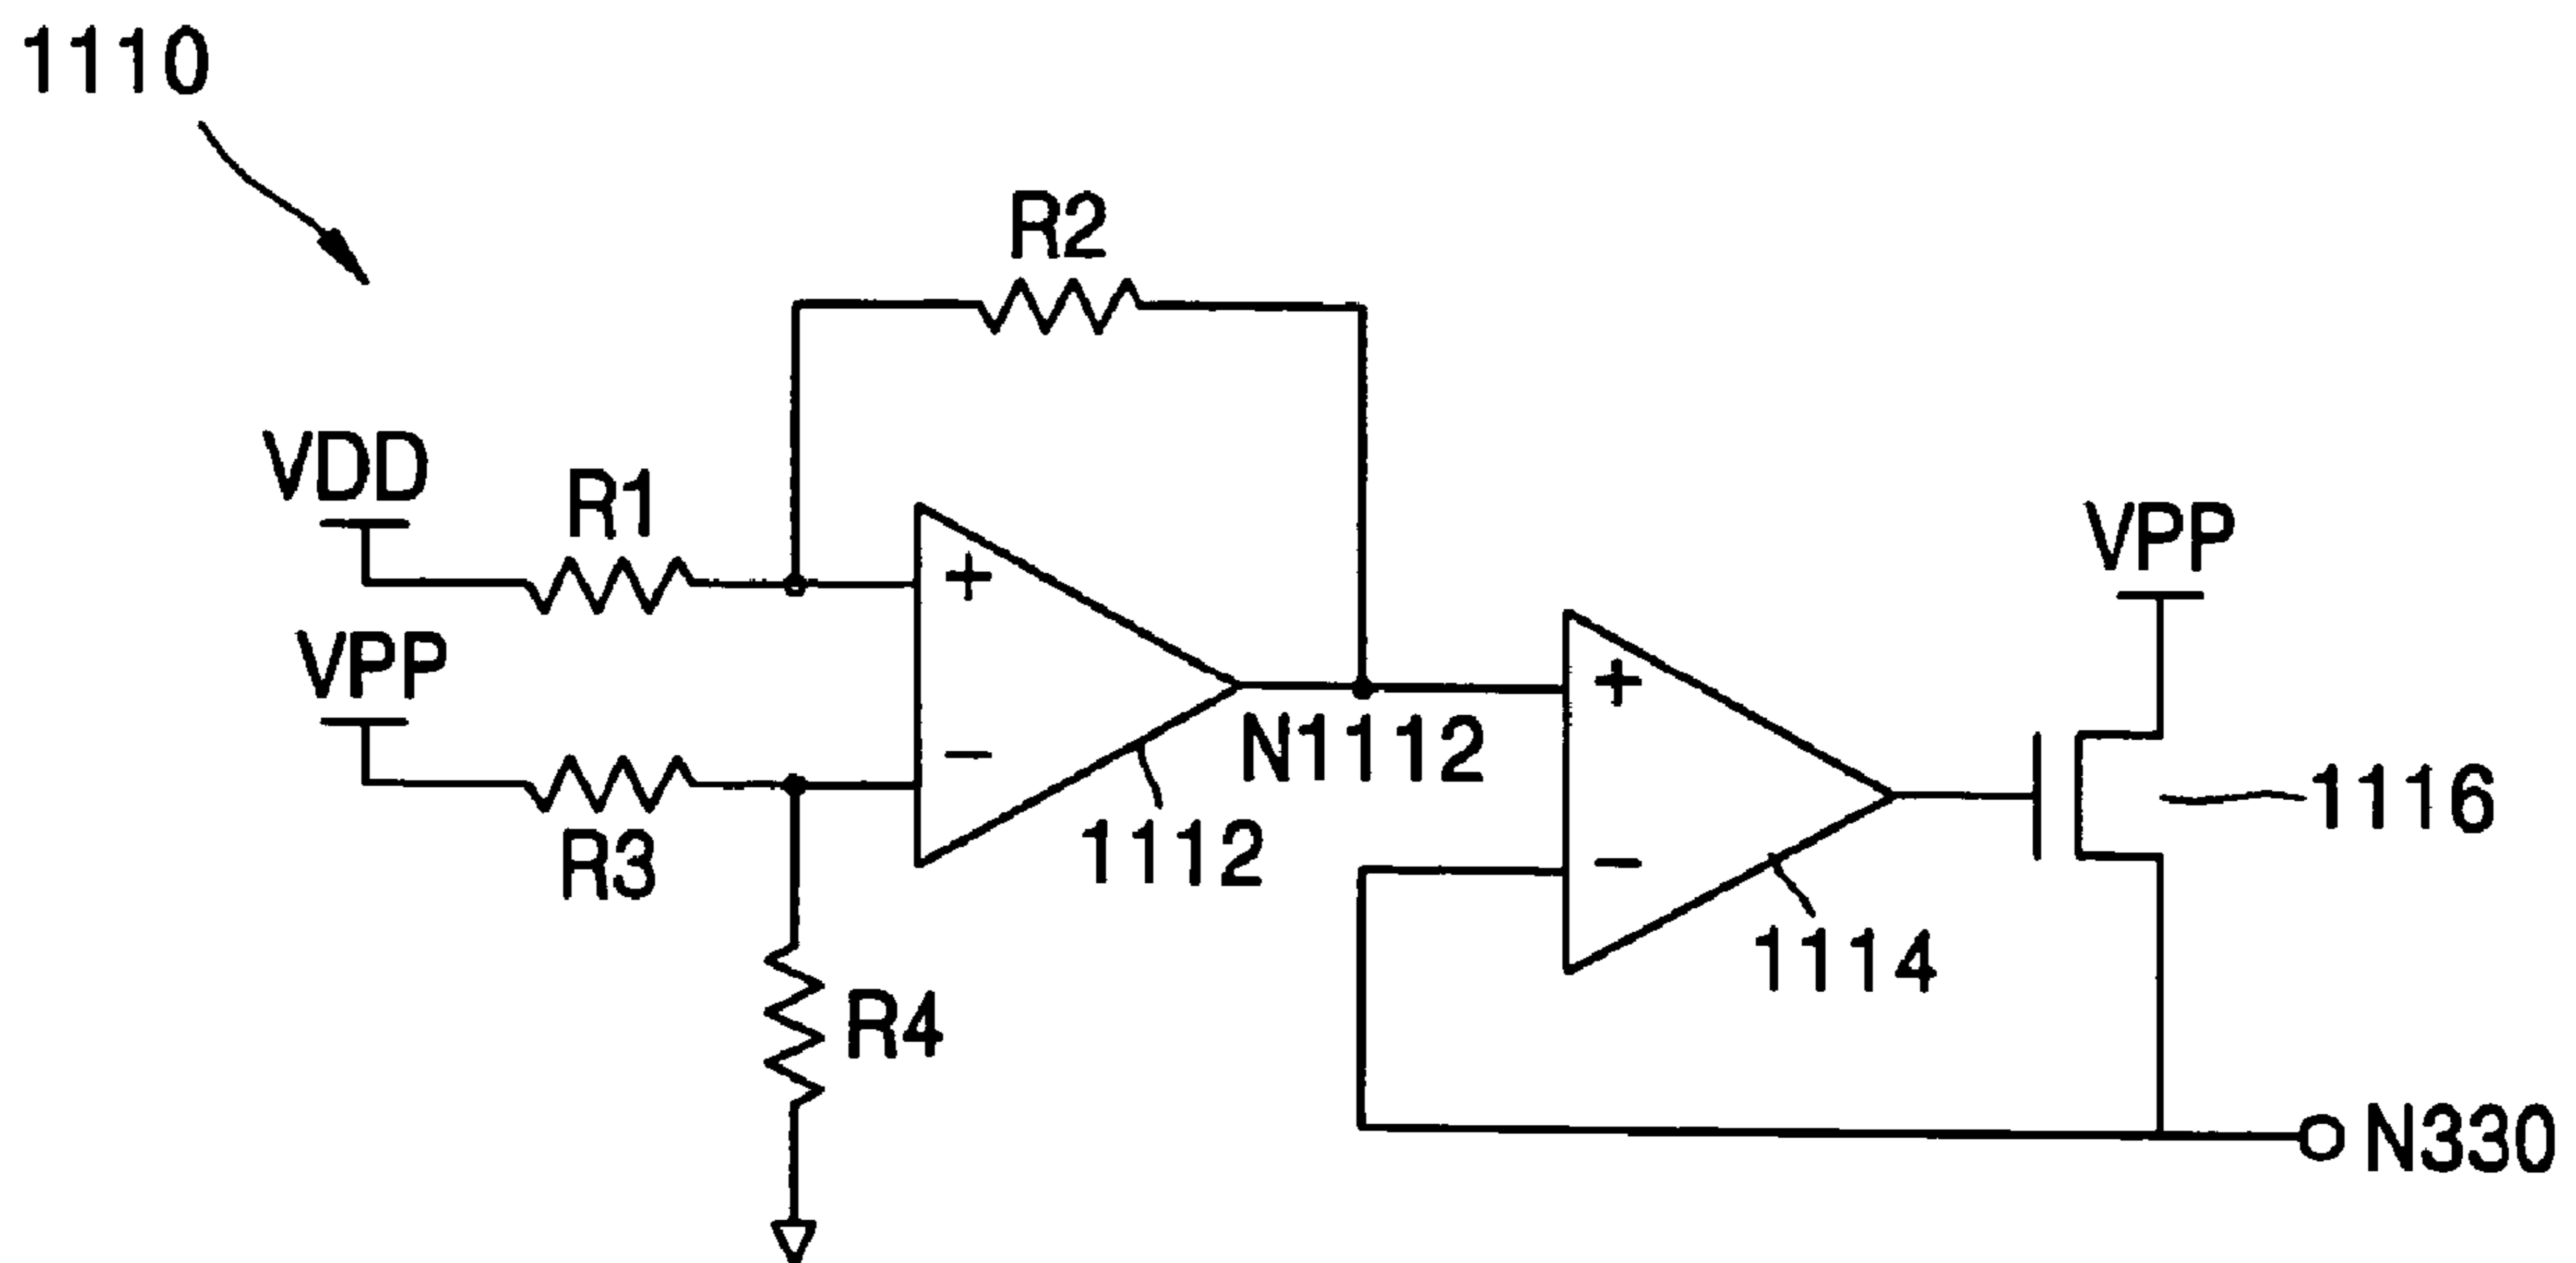 1110
R2
VDD
R1
+
VPP
R3
−
1112
R4
N1112
+
−
1114
VPP
1116
N330